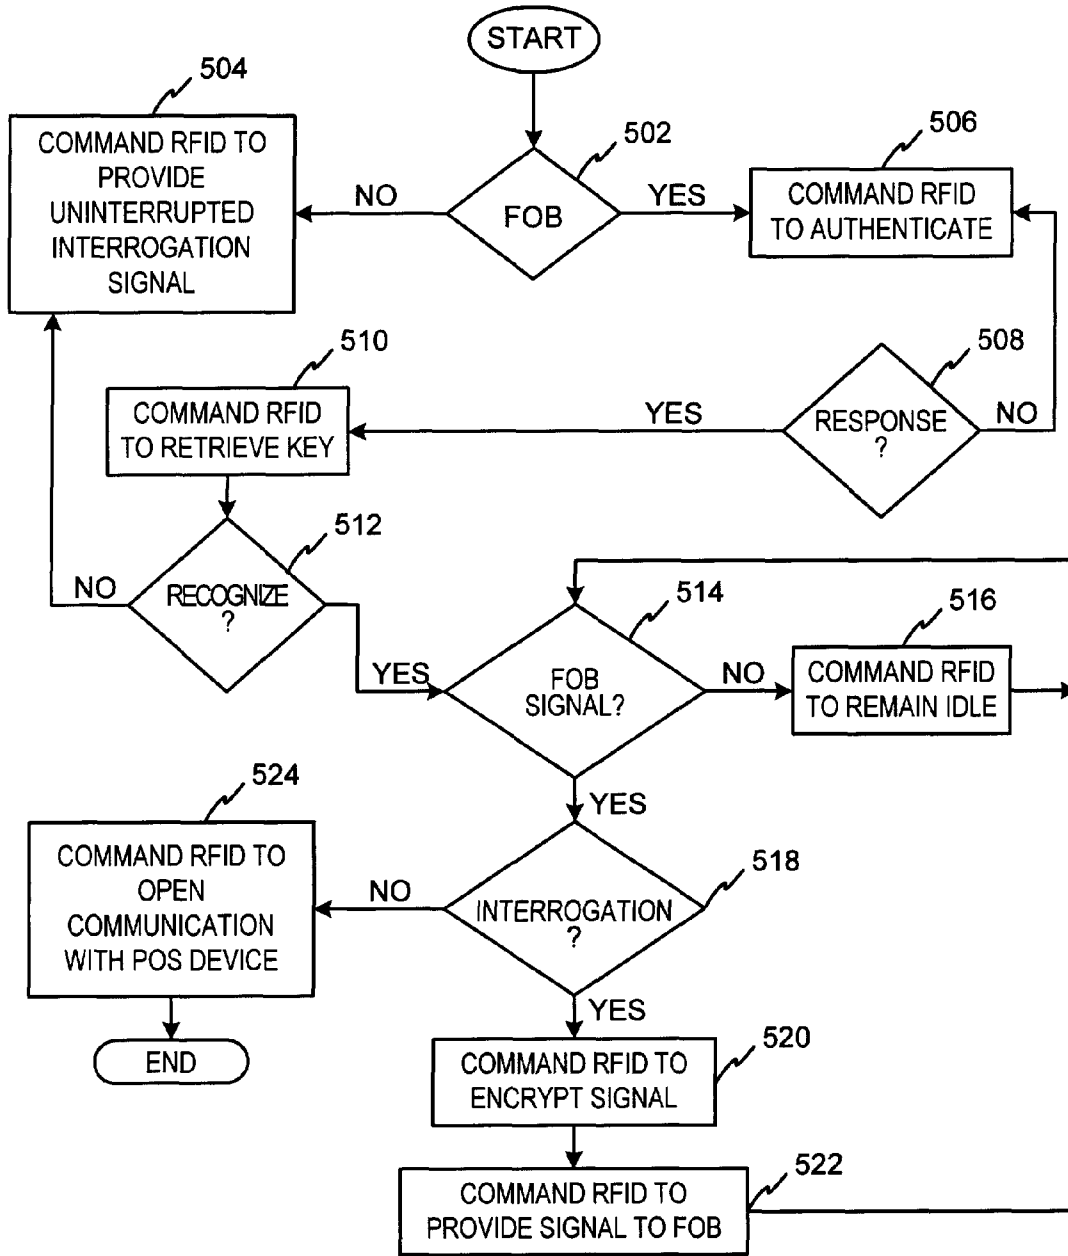 START
504
COMMAND RFID TO
PROVIDE
UNINTERRUPTED
INTERROGATION
SIGNAL
NO
502
FOB
YES
506
COMMAND RFID
TO AUTHENTICATE
510
COMMAND RFID
TO RETRIEVE KEY
YES
508
RESPONSE
?
NO
512
NO
RECOGNIZE
?
YES
514
FOB
SIGNAL?
NO
516
COMMAND RFID
TO REMAIN IDLE
YES
524
COMMAND RFID TO
OPEN
COMMUNICATION
WITH POS DEVICE
NO
518
INTERROGATION
?
YES
END
520
COMMAND RFID TO
ENCRYPT SIGNAL
522
COMMAND RFID TO
PROVIDE SIGNAL TO FOB